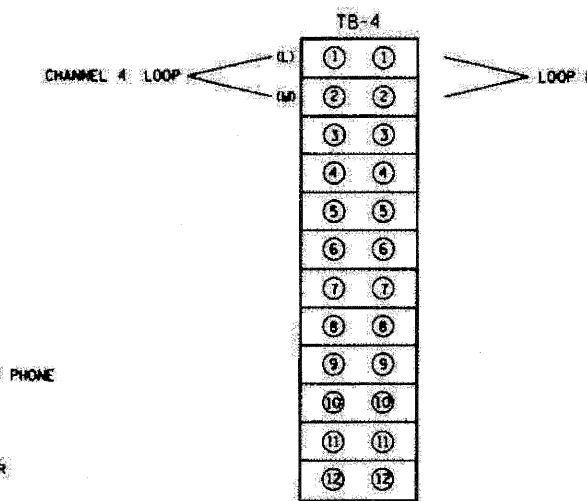 TB-4
CHANNEL 4 LOOP
(L) 1 1
LOOP
(W) 2 2
3 3
4 4
5 5
6 6
7 7
8 8
9 9
PHONE
10 10
11 11
R
12 12